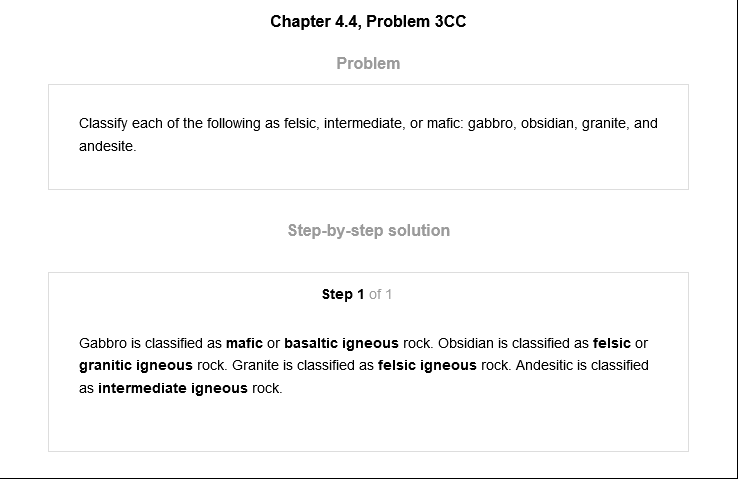 Chapter 4.4, Problem 3CC
Problem
Classify each of the following as felsic, intermediate, or mafic: gabbro, obsidian, granite, and
andesite.
Step-by-step solution
Step 1 of 1
Gabbro is classified as mafic or basaltic igneous rock. Obsidian is classified as felsic or
granitic igneous rock. Granite is classified as felsic igneous rock. Andesitic is classified
as intermediate igneous rock.